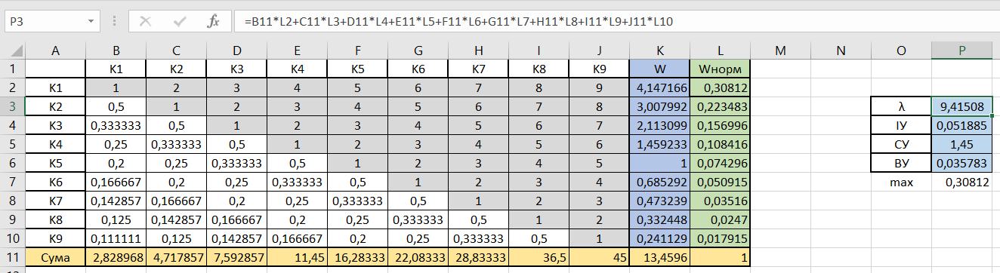 P3 fx =B11*L2+C11*L3+D11*L4+E11*L5+F11*L6+G11*L7+H11*L8+I11*L9+J11*L10
A B C D E F G H I J K L M N O P
1 K1 K2 K3 K4 K5 K6 K7 K8 K9 W Wнорм
2 K1 1 2 3 4 5 6 7 8 9 4,147166 0,30812
3 K2 0,5 1 2 3 4 5 6 7 8 3,007992 0,223483 λ 9,41508
4 K3 0,333333 0,5 1 2 3 4 5 6 7 2,113099 0,156996 ІУ 0,051885
5 K4 0,25 0,333333 0,5 1 2 3 4 5 6 1,459233 0,108416 СУ 1,45
6 K5 0,2 0,25 0,333333 0,5 1 2 3 4 5 1 0,074296 ВУ 0,035783
7 K6 0,166667 0,2 0,25 0,333333 0,5 1 2 3 4 0,685292 0,050915 max 0,30812
8 K7 0,142857 0,166667 0,2 0,25 0,333333 0,5 1 2 3 0,473239 0,03516
9 K8 0,125 0,142857 0,166667 0,2 0,25 0,333333 0,5 1 2 0,332448 0,0247
10 K9 0,111111 0,125 0,142857 0,166667 0,2 0,25 0,333333 0,5 1 0,241129 0,017915
11 Сума 2,828968 4,717857 7,592857 11,45 16,28333 22,08333 28,83333 36,5 45 13,4596 1